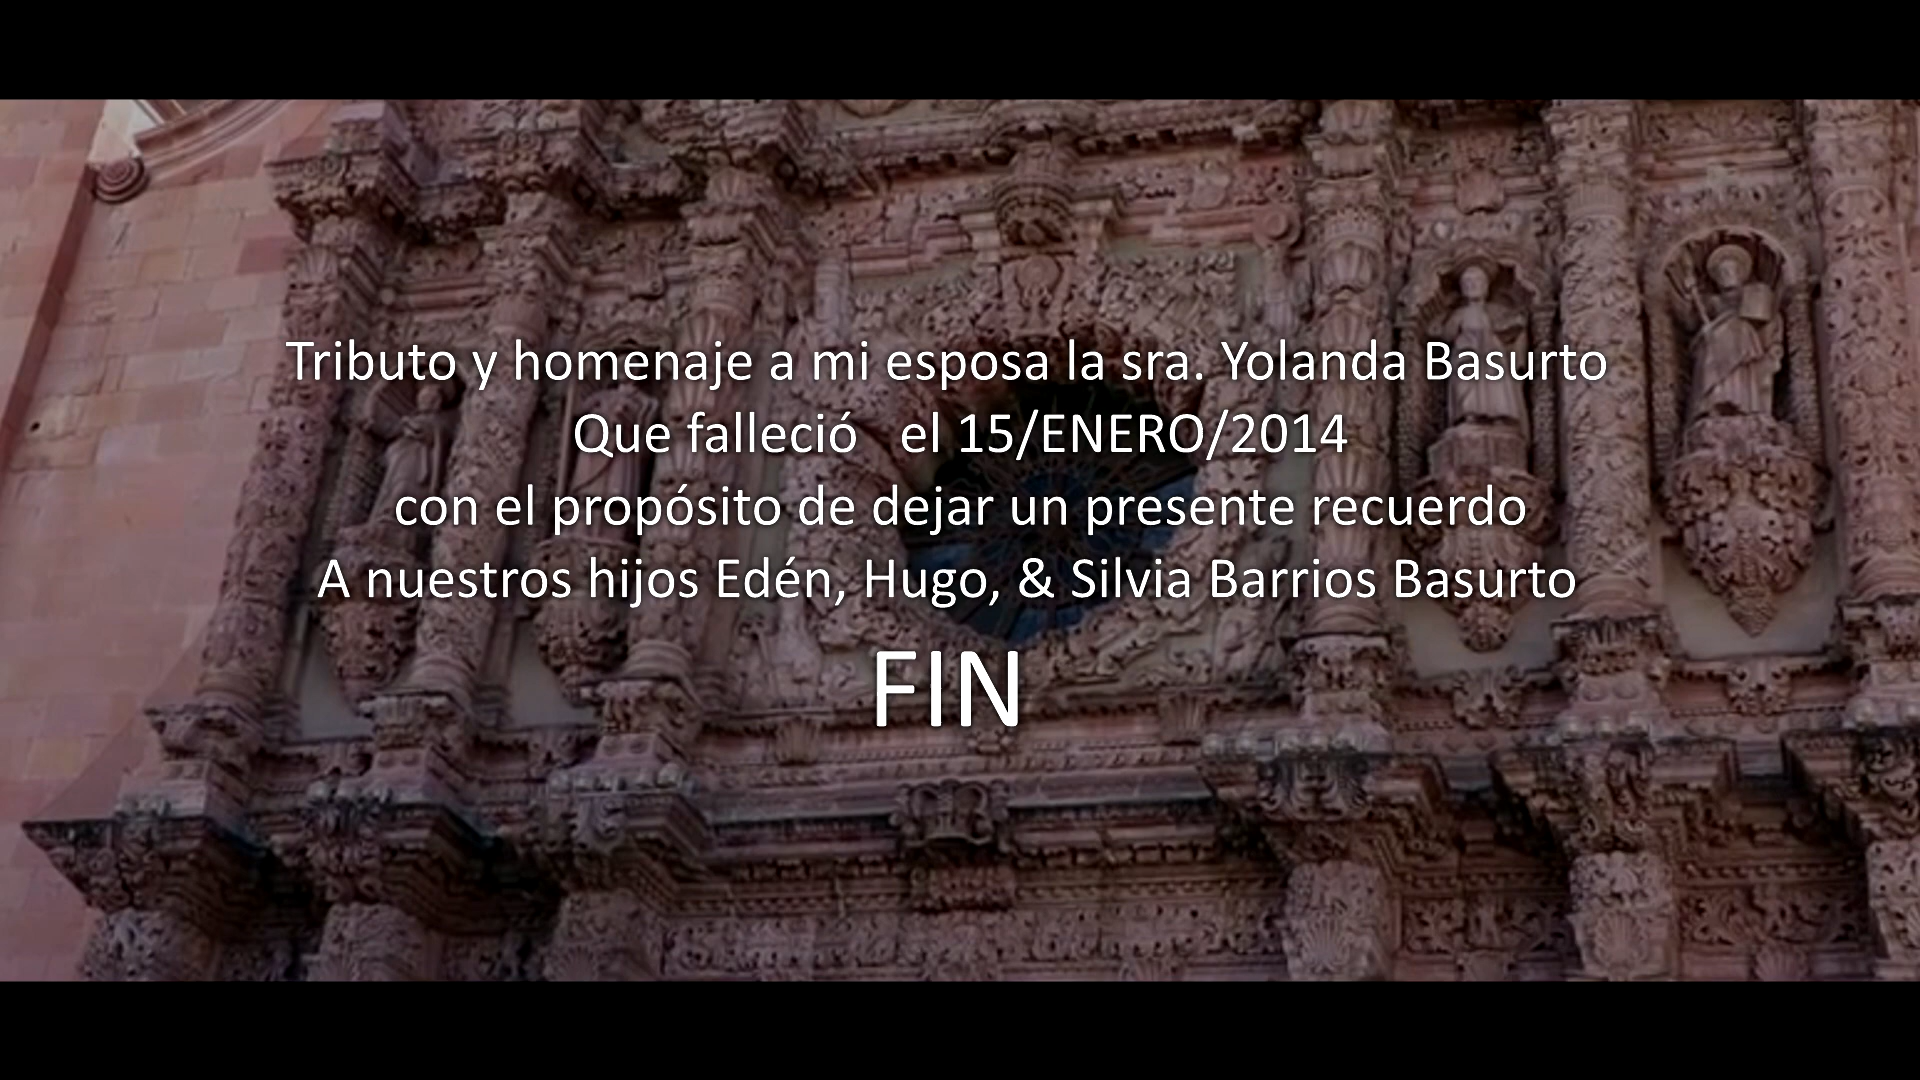 Tributo y homenaje a mi esposa la sra. Yolanda Basurto
Que falleció el 15/ENERO/2014
con el propósito de dejar un presente recuerdo
A nuestros hijos Edén, Hugo, & Silvia Barrios Basurto
FIN